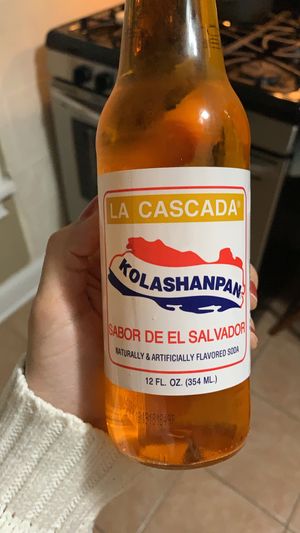 LA CASCADA®
KOLASHANPAN
SABOR DE EL SALVADOR
NATURALLY & ARTIFICIALLY FLAVORED SODA
12 FL. OZ. (354 ML.)